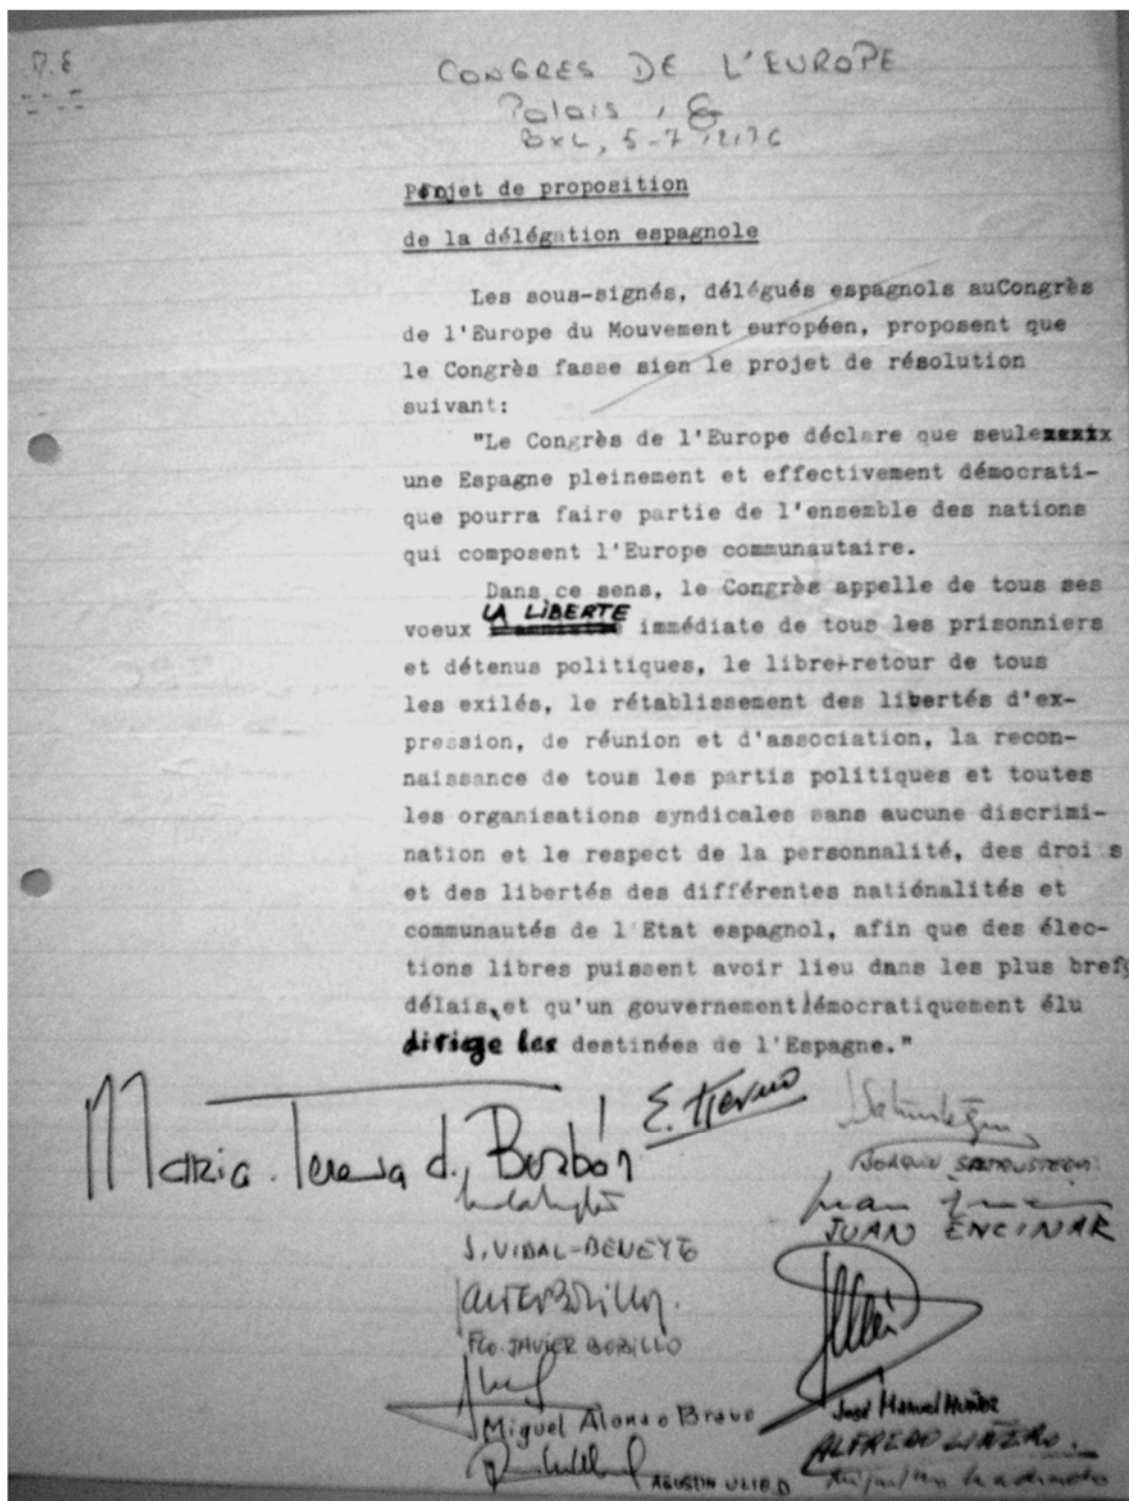 P.E
CONGRES DE L'EUROPE
Palais
BXL, 5-7
Projet de proposition
de la délégation espagnole
Les sous-signés, délégués espagnols auCongrès
de l'Europe du Mouvement européen, proposent que
le Congrès fasse sien le projet de résolution
suivant:
"Le Congrès de l'Europe déclare que seule
une Espagne pleinement et effectivement démocrati-
que pourra faire partie de l'ensemble des nations
qui composent l'Europe communautaire.
Dans ce sens, le Congrès appelle de tous ses
voeux LA LIBERTE immédiate de tous les prisonniers
et détenus politiques, le libre-retour de tous
les exilés, le rétablissement des libertés d'ex-
pression, de réunion et d'association, la recon-
naissance de tous les partis politiques et toutes
les organisations syndicales sans aucune discrimi-
nation et le respect de la personnalité, des droi s
et des libertés des différentes natiénalités et
communautés de l'Etat espagnol, afin que des élec-
tions libres puissent avoir lieu dans les plus brefs
délais, et qu'un gouvernement démocratiquement élu
dirige les destinées de l'Espagne."
Maria Teresa d. Borbón
E. Tierno
JOAQUIN SATRUSTEGUI
J. VIDAL-BENEYTO
JUAN ENCINAR
FCO. JAVIER BOBILLO
José Manuel Muñoz
Miguel Alonso Bravo
ALFREDO LIÑERO
AGUSTIN ULIED